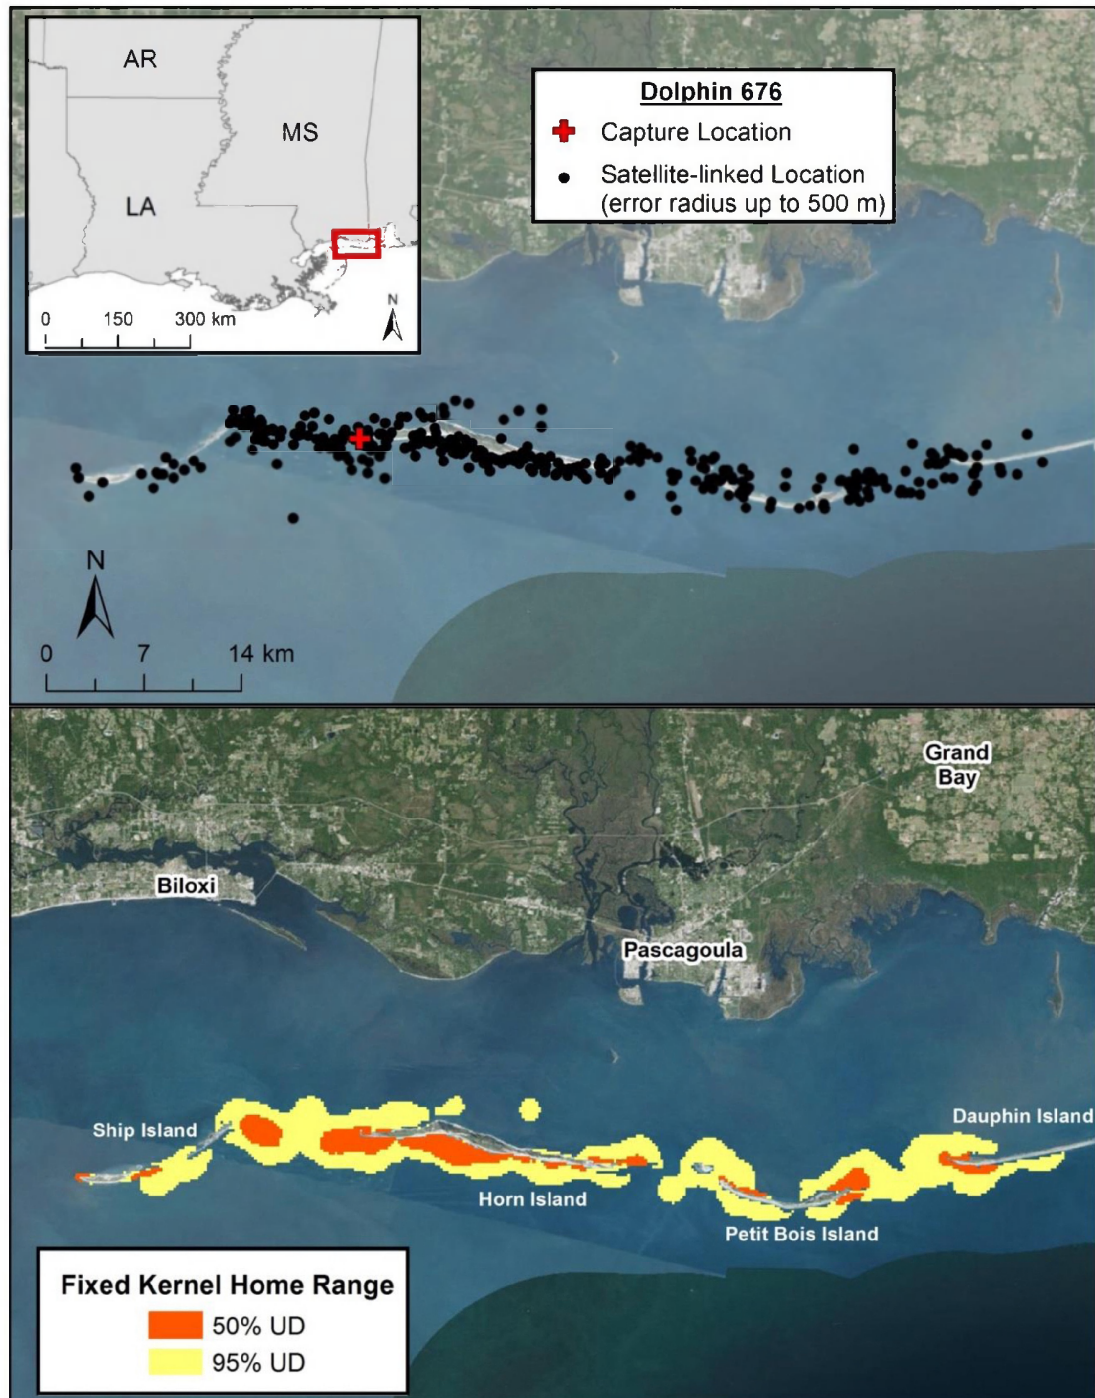 AR
MS
LA
N
0 150 300 km
Dolphin 676
Capture Location
Satellite-linked Location
(error radius up to 500 m)
N
0 7 14 km
Grand
Bay
Biloxi
Pascagoula
Ship Island
Dauphin Island
Horn Island
Petit Bois Island
Fixed Kernel Home Range
50% UD
95% UD